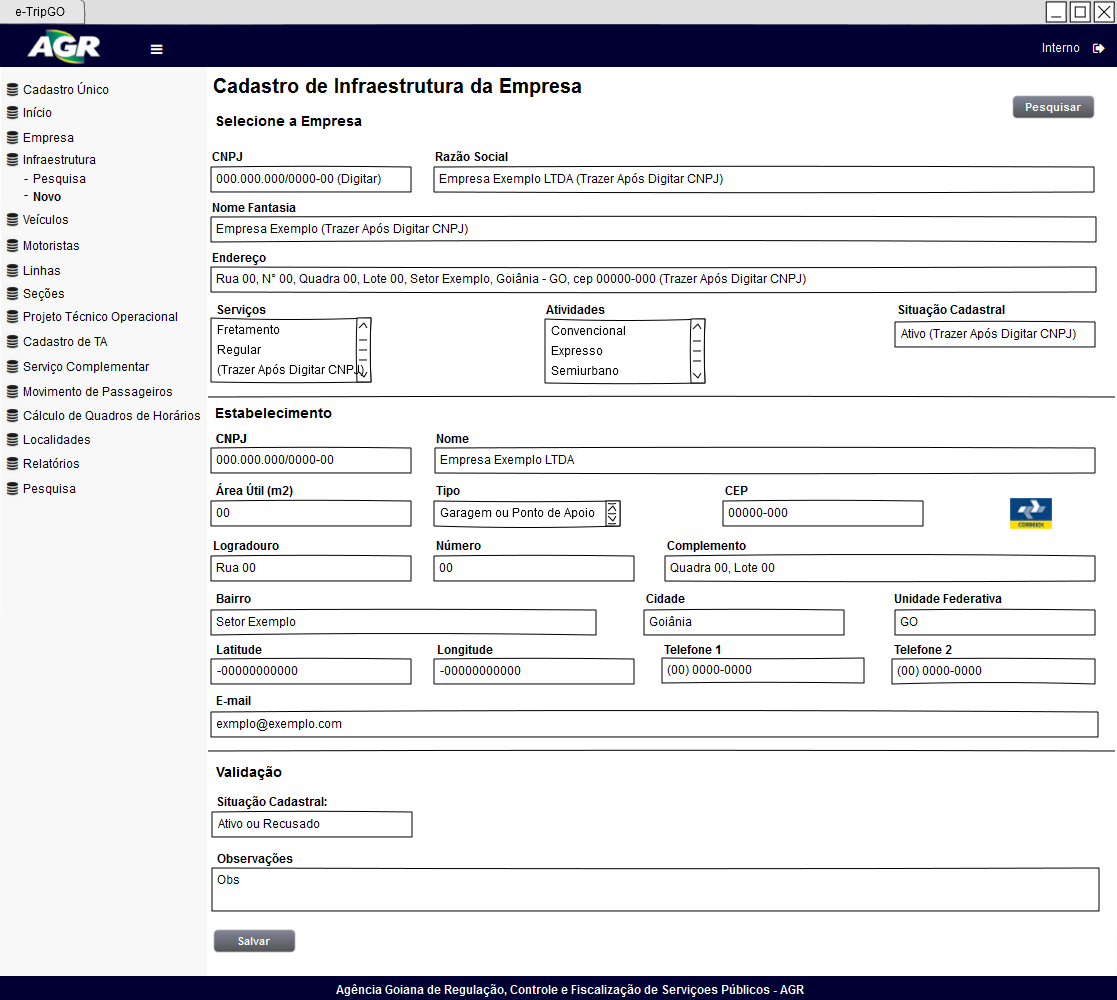 e-TripGO
AGR
Interno
Cadastro Único
Início
Empresa
Infraestrutura
- Pesquisa
- Novo
Veículos
Motoristas
Linhas
Seções
Projeto Técnico Operacional
Cadastro de TA
Serviço Complementar
Movimento de Passageiros
Cálculo de Quadros de Horários
Localidades
Relatórios
Pesquisa
Cadastro de Infraestrutura da Empresa
Pesquisar
Selecione a Empresa
CNPJ Razão Social
000.000.000/0000-00 (Digitar) Empresa Exemplo LTDA (Trazer Após Digitar CNPJ)
Nome Fantasia
Empresa Exemplo (Trazer Após Digitar CNPJ)
Endereço
Rua 00, N° 00, Quadra 00, Lote 00, Setor Exemplo, Goiânia - GO, cep 00000-000 (Trazer Após Digitar CNPJ)
Serviços Atividades Situação Cadastral
Fretamento Convencional Ativo (Trazer Após Digitar CNPJ)
Regular Expresso
(Trazer Após Digitar CNPJ) Semiurbano
Estabelecimento
CNPJ Nome
000.000.000/0000-00 Empresa Exemplo LTDA
Área Útil (m2) Tipo CEP
00 Garagem ou Ponto de Apoio 00000-000
CORREIOS
Logradouro Número Complemento
Rua 00 00 Quadra 00, Lote 00
Bairro Cidade Unidade Federativa
Setor Exemplo Goiânia GO
Latitude Longitude Telefone 1 Telefone 2
-00000000000 -00000000000 (00) 0000-0000 (00) 0000-0000
E-mail
exmplo@exemplo.com
Validação
Situação Cadastral:
Ativo ou Recusado
Observações
Obs
Salvar
Agência Goiana de Regulação, Controle e Fiscalização de Serviçoes Públicos - AGR